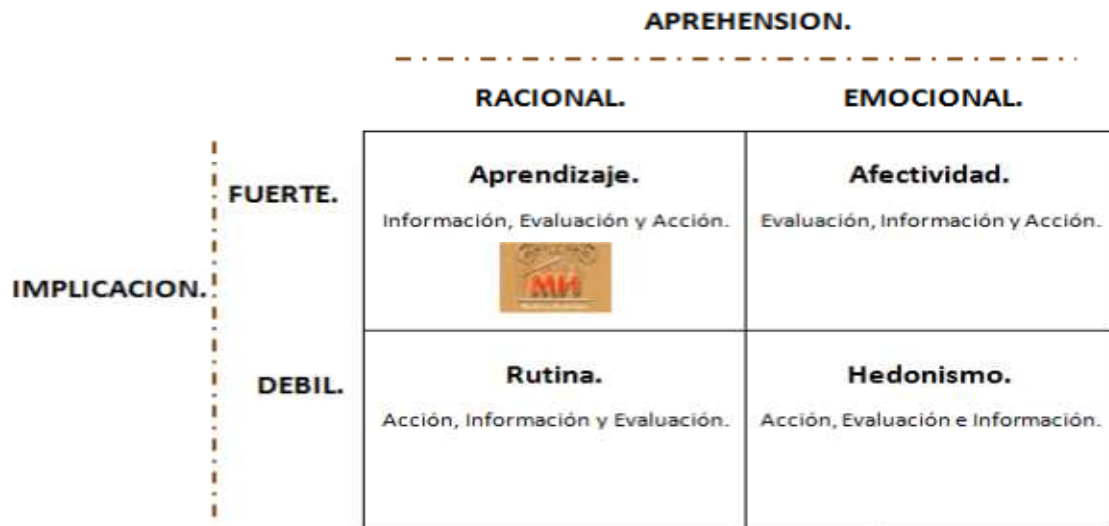 APREHENSION.
RACIONAL.
EMOCIONAL.
IMPLICACION.
FUERTE.
Aprendizaje.
Información, Evaluación y Acción.
MH
Afectividad.
Evaluación, Información y Acción.
DEBIL.
Rutina.
Acción, Información y Evaluación.
Hedonismo.
Acción, Evaluación e Información.